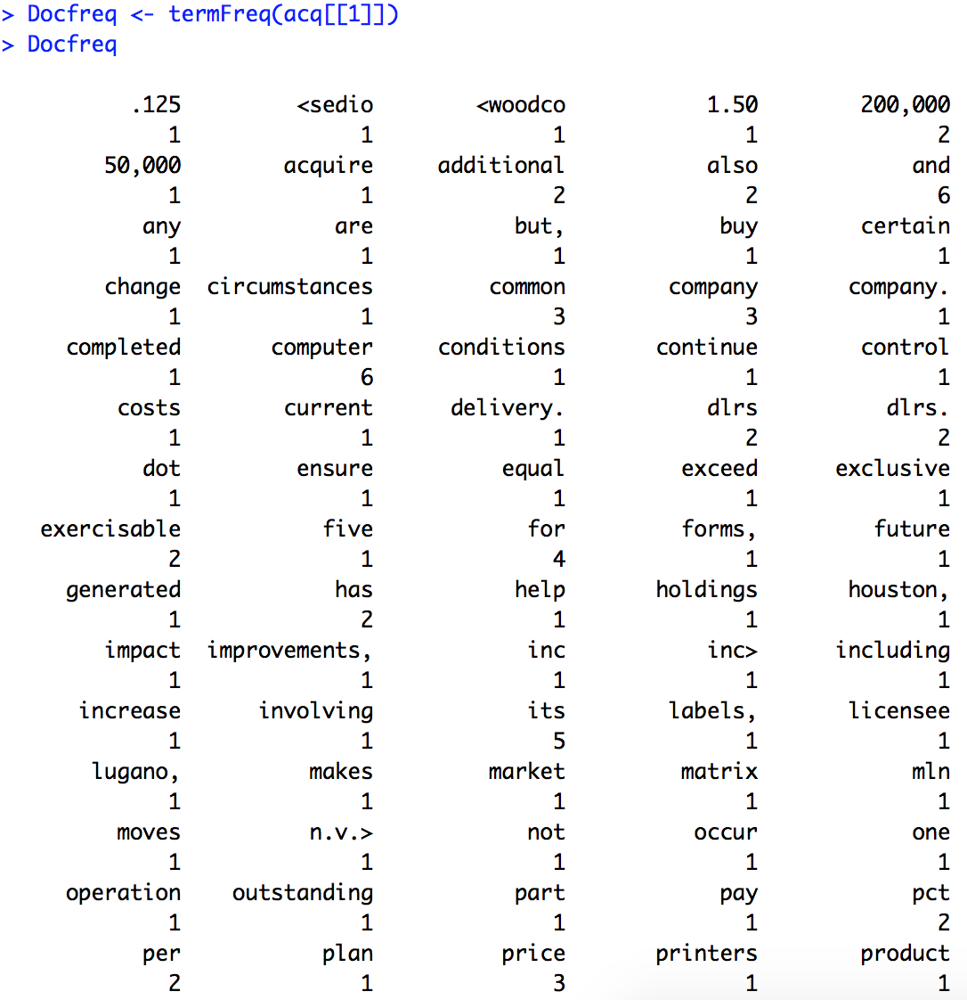 > Docfreq <- termFreq(acq[[1]])
> Docfreq
.125 <sedio <woodco 1.50 200,000
1 1 1 1 2
50,000 acquire additional also and
1 1 2 2 6
any are but, buy certain
1 1 1 1 1
change circumstances common company company.
1 1 3 3 1
completed computer conditions continue control
1 6 1 1 1
costs current delivery. dlrs dlrs.
1 1 1 2 2
dot ensure equal exceed exclusive
1 1 1 1 1
exercisable five for forms, future
2 1 4 1 1
generated has help holdings houston,
1 2 1 1 1
impact improvements, inc inc> including
1 1 1 1 1
increase involving its labels, licensee
1 1 5 1 1
lugano, makes market matrix mln
1 1 1 1 1
moves n.v.> not occur one
1 1 1 1 1
operation outstanding part pay pct
1 1 1 1 2
per plan price printers product
2 1 3 1 1